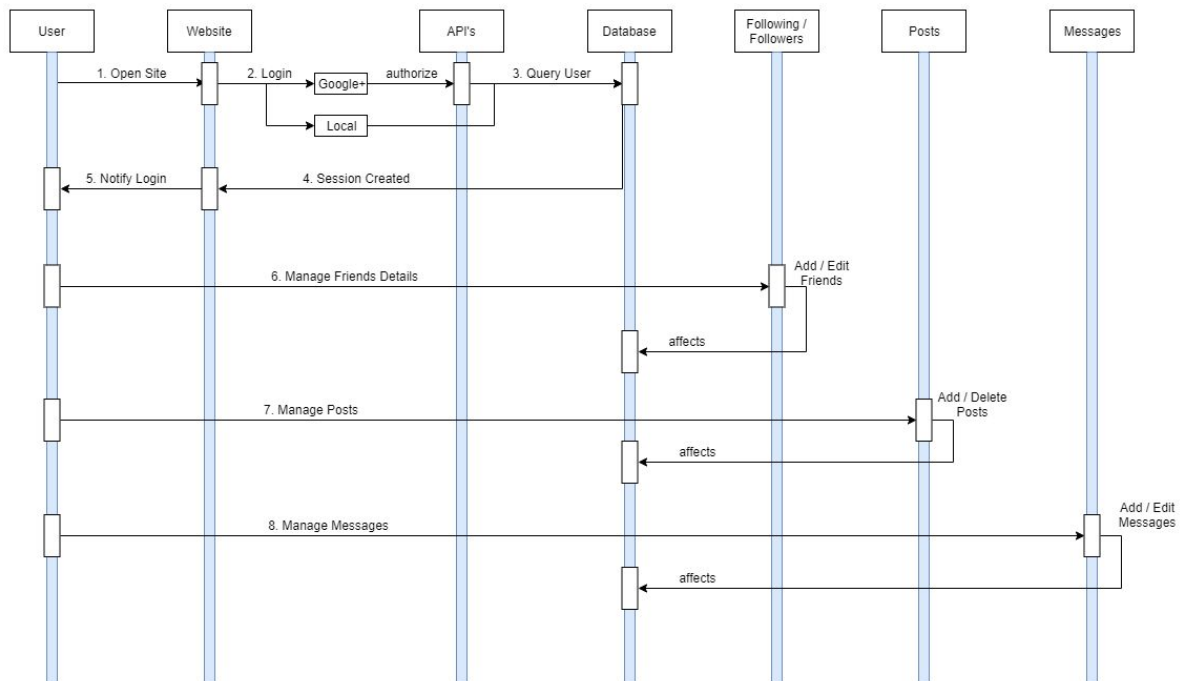 User
Website
API's
Database
Following /
Followers
Posts
Messages
1. Open Site
2. Login
Google+
authorize
3. Query User
Local
5. Notify Login
4. Session Created
6. Manage Friends Details
Add / Edit
Friends
affects
7. Manage Posts
Add / Delete
Posts
affects
8. Manage Messages
Add / Edit
Messages
affects